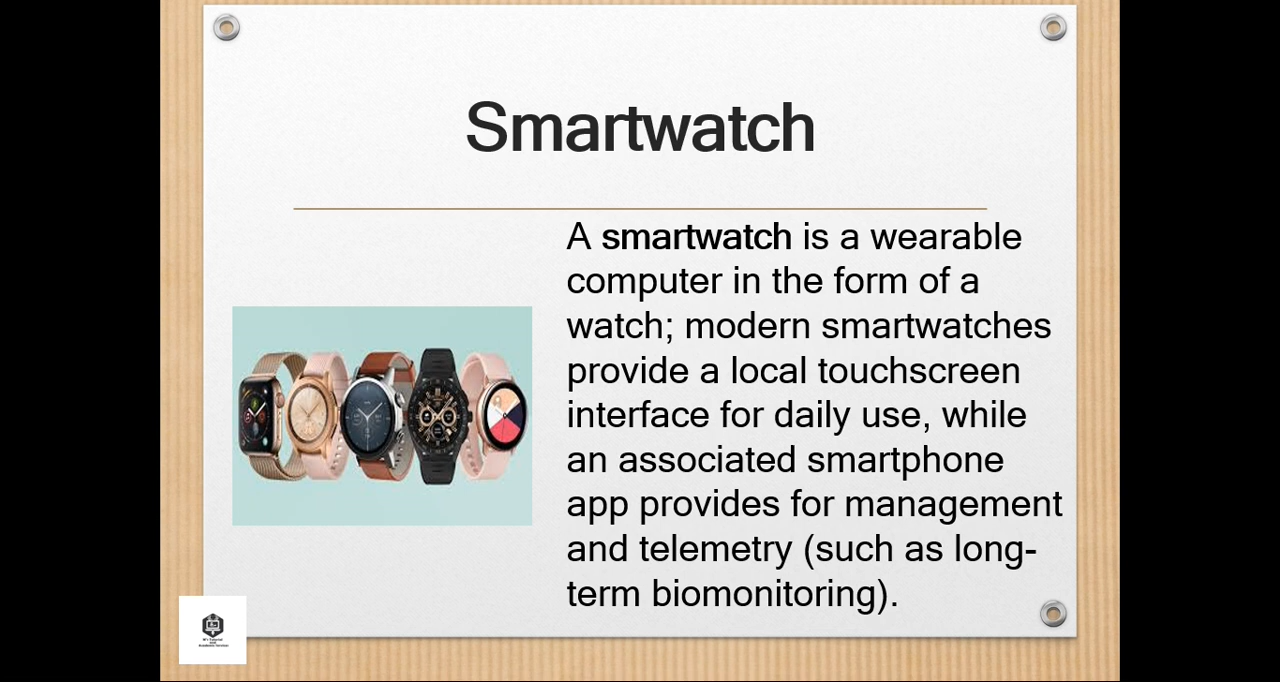 Smartwatch
A smartwatch is a wearable
computer in the form of a
watch; modern smartwatches
provide a local touchscreen
interface for daily use, while
an associated smartphone
app provides for management
and telemetry (such as long-
term biomonitoring).